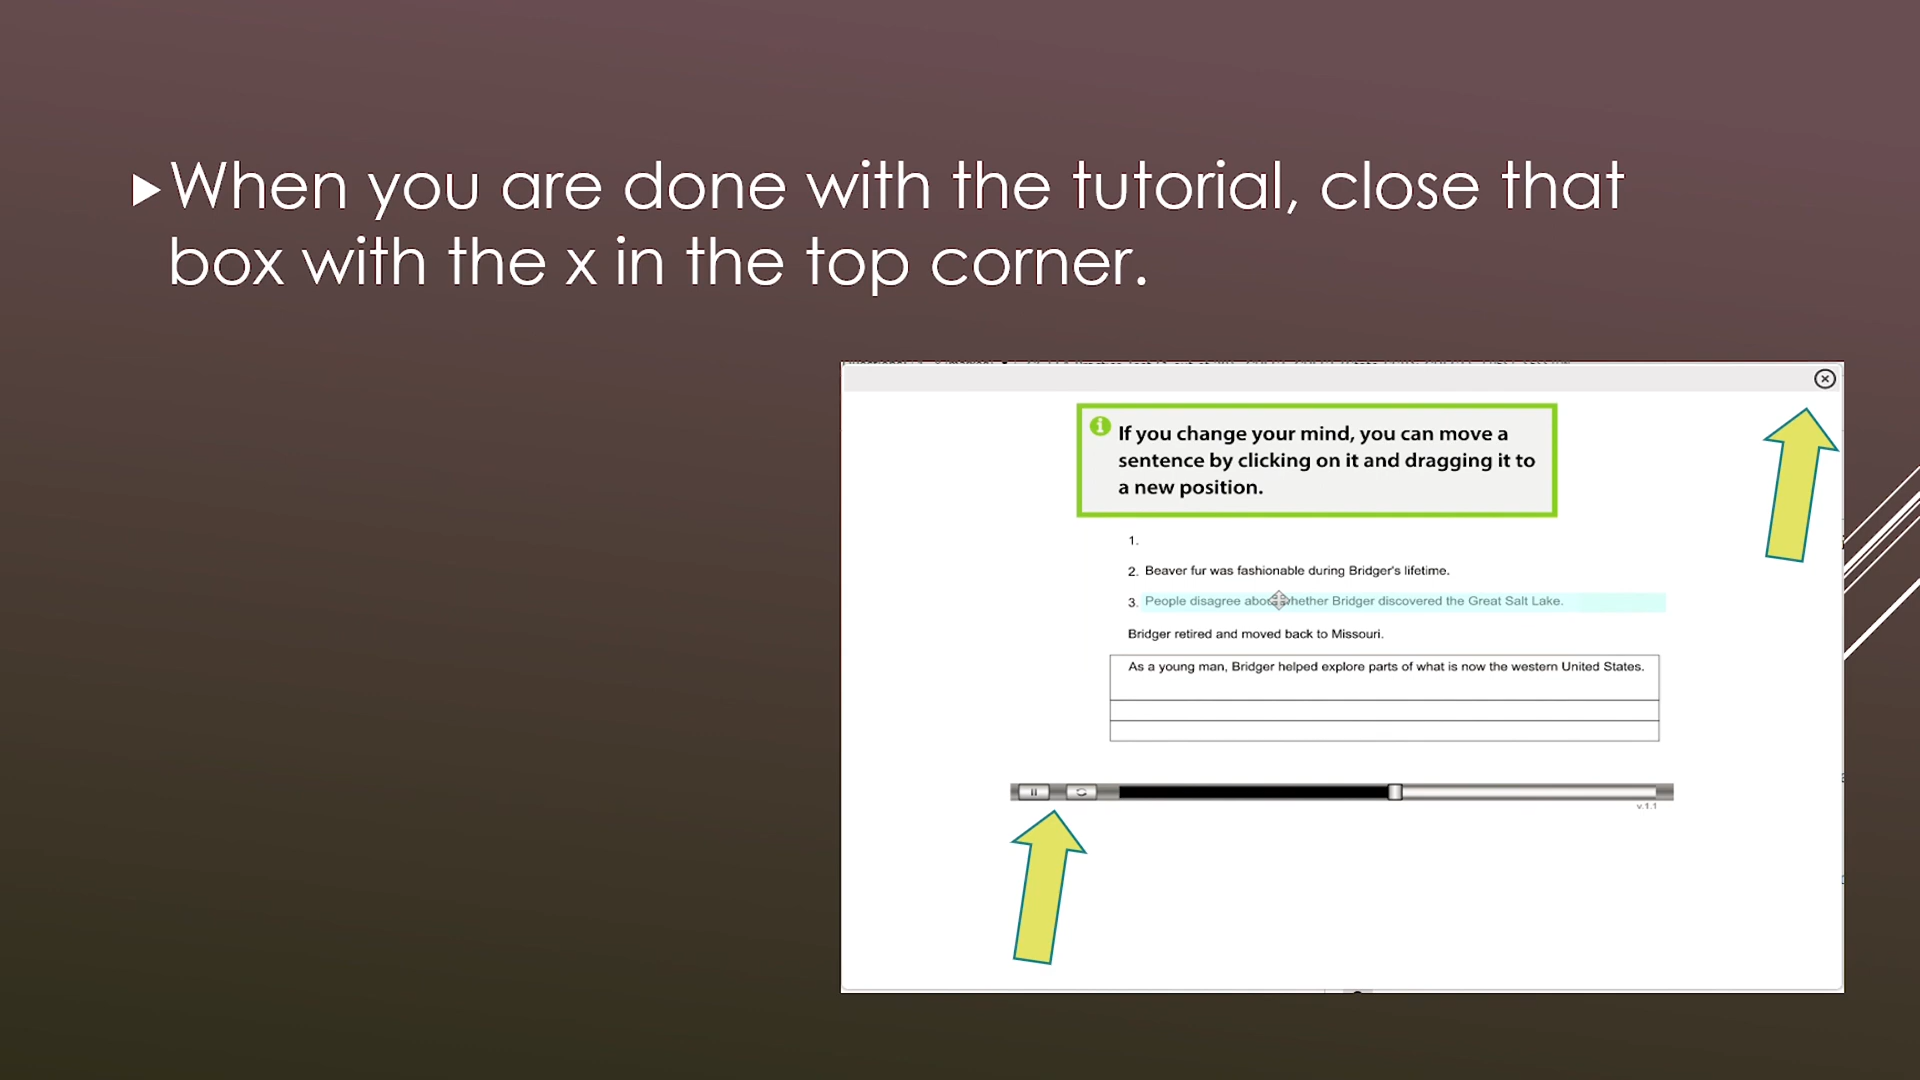 When you are done with the tutorial, close that
box with the x in the top corner.
If you change your mind, you can move a
sentence by clicking on it and dragging it to
a new position.
1.
2. Beaver fur was fashionable during Bridger's lifetime.
3. People disagree about whether Bridger discovered the Great Salt Lake.
Bridger retired and moved back to Missouri.
As a young man, Bridger helped explore parts of what is now the western United States.
v.1.1